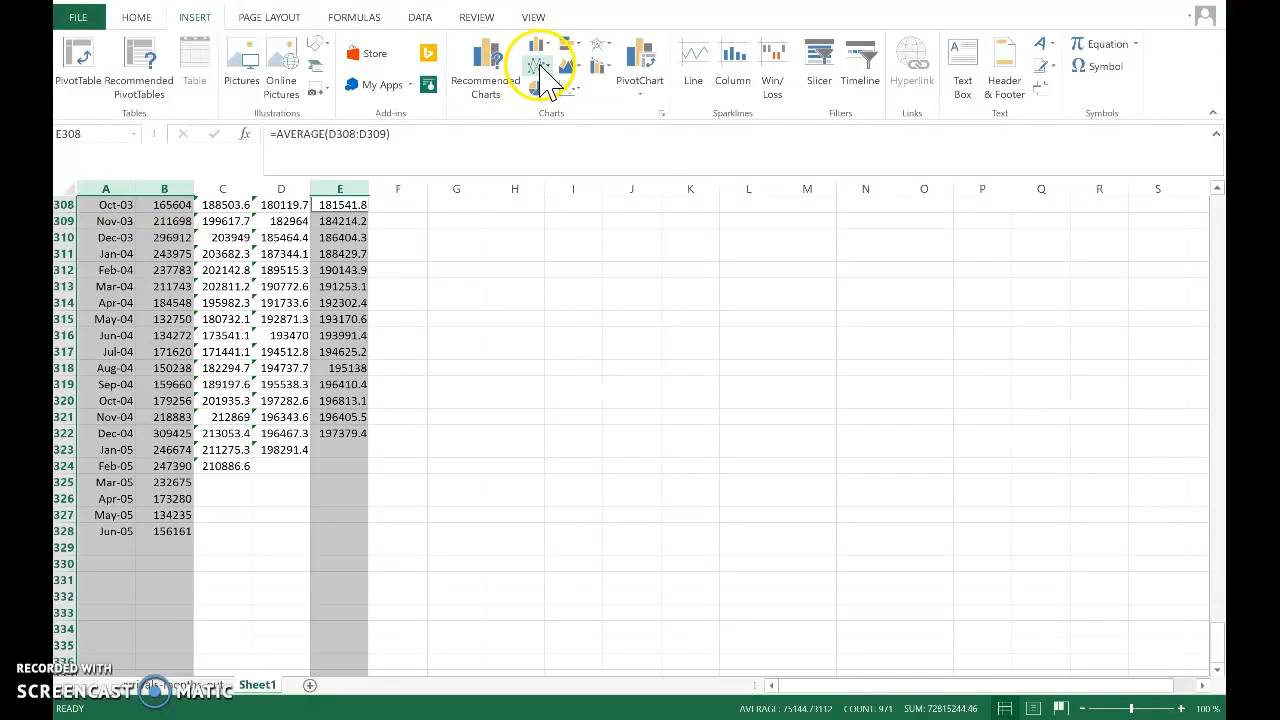 FILE HOME INSERT PAGE LAYOUT FORMULAS DATA REVIEW VIEW
PivotTable Recommended PivotTables Table Pictures Online Pictures Store My Apps Recommended Charts PivotChart Line Column Win/ Loss Slicer Timeline Hyperlink Text Box Header & Footer Equation Symbol
Tables Illustrations Add-ins Charts Sparklines Filters Links Text Symbols
E308 fx =AVERAGE(D308:D309)
A B C D E F G H I J K L M N O P Q R S
308 Oct-03 165604 188503.6 180119.7 181541.8
309 Nov-03 211698 199617.7 182964 184214.2
310 Dec-03 296912 203949 185464.4 186404.3
311 Jan-04 243975 203682.3 187344.1 188429.7
312 Feb-04 237783 202142.8 189515.3 190143.9
313 Mar-04 211743 202811.2 190772.6 191253.1
314 Apr-04 184548 195982.3 191733.6 192302.4
315 May-04 132750 180732.1 192871.3 193170.6
316 Jun-04 134272 173541.1 193470 193991.4
317 Jul-04 171620 171441.1 194512.8 194625.2
318 Aug-04 150238 182294.7 194737.7 195138
319 Sep-04 159660 189197.6 195538.3 196410.4
320 Oct-04 179256 201935.3 197282.6 196813.1
321 Nov-04 218883 212869 196343.6 196405.5
322 Dec-04 309425 213053.4 196467.3 197379.4
323 Jan-05 246674 211275.3 198291.4
324 Feb-05 247390 210886.6
325 Mar-05 232675
326 Apr-05 173280
327 May-05 134235
328 Jun-05 156161
329
330
331
332
333
334
335
336
RECORDED WITH
SCREENCAST MATIC
Sheet1
READY AVERAGE: 75144.73112 COUNT: 971 SUM: 72815244.46 100 %